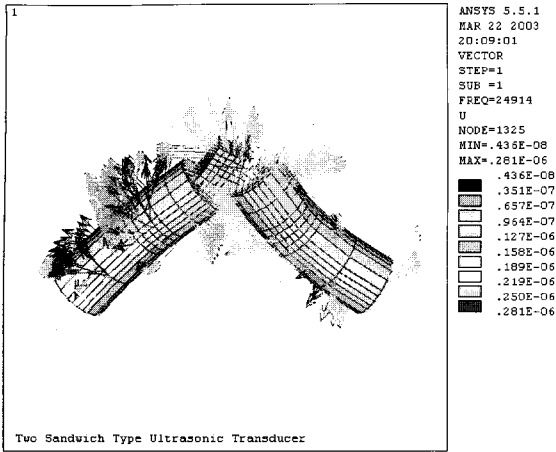 1
ANSYS 5.5.1
MAR 22 2003
20:09:01
VECTOR
STEP=1
SUB =1
FREQ=24914
U
NODE=1325
MIN=.436E-08
MAX=.281E-06
.436E-08
.351E-07
.657E-07
.964E-07
.127E-06
.158E-06
.189E-06
.219E-06
.250E-06
.281E-06
Two Sandwich Type Ultrasonic Transducer